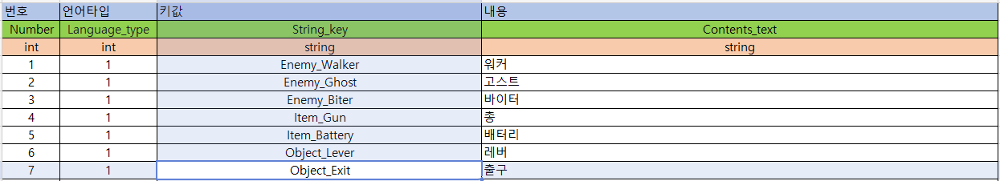 번호 언어타입 키값 내용
Number Language_type String_key Contents_text
int int string string
1 1 Enemy_Walker 워커
2 1 Enemy_Ghost 고스트
3 1 Enemy_Biter 바이터
4 1 Item_Gun 총
5 1 Item_Battery 배터리
6 1 Object_Lever 레버
7 1 Object_Exit 출구